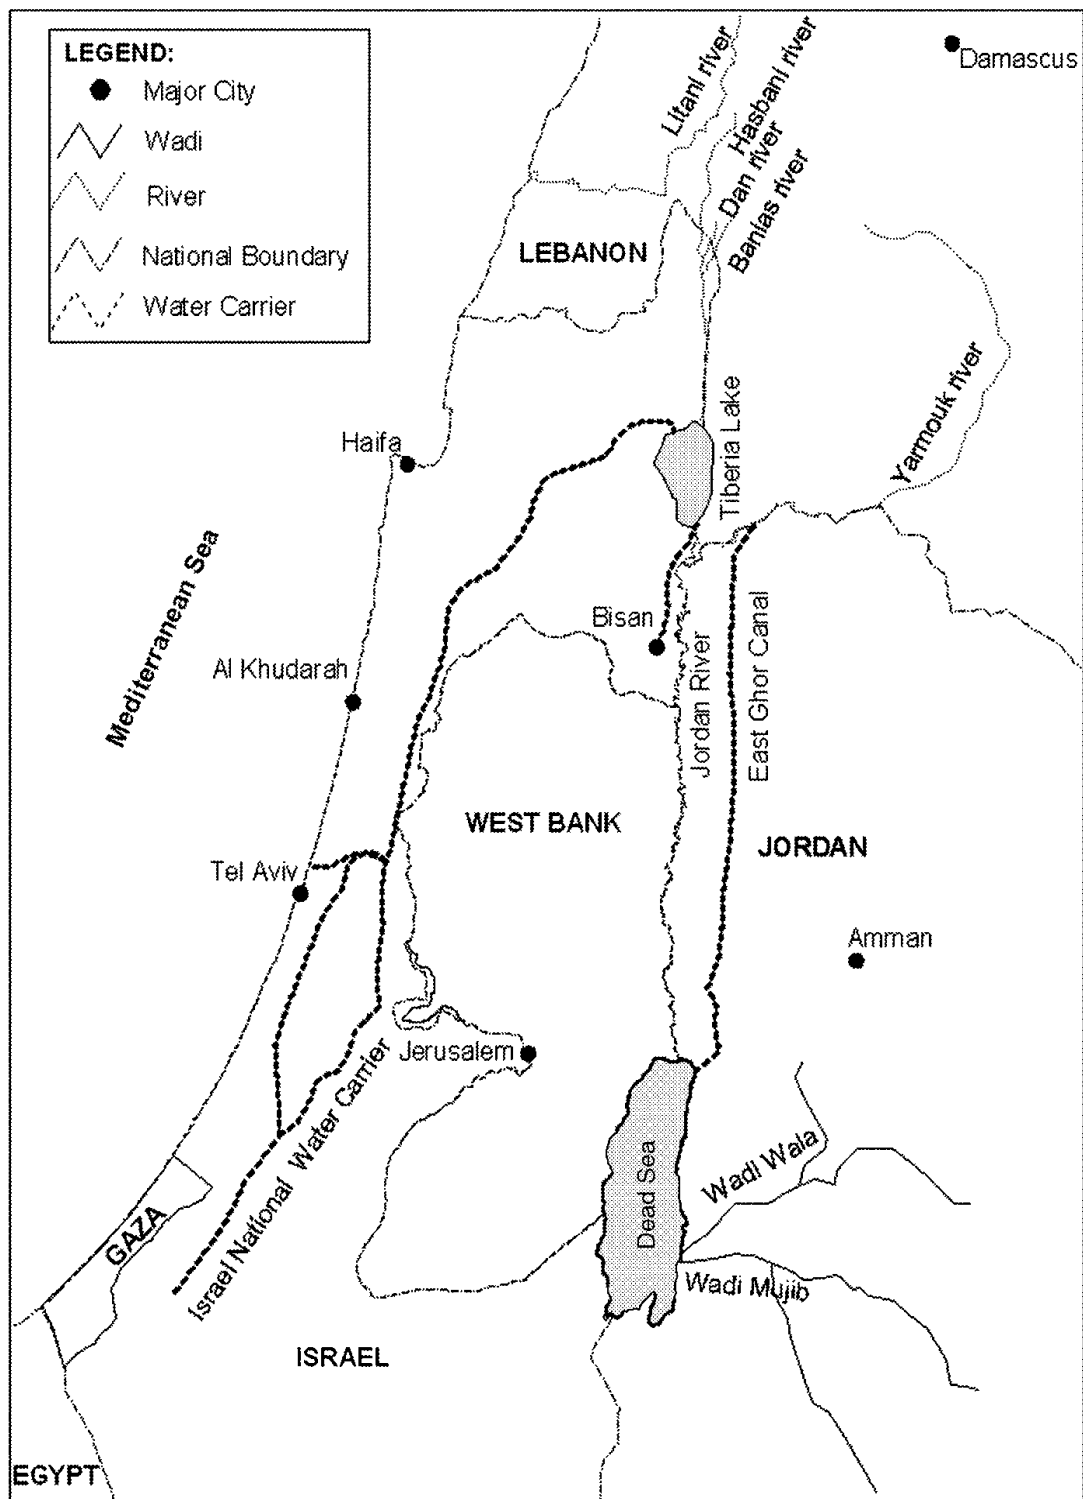 LEGEND:
Major City
Wadi
River
National Boundary
Water Carrier
Damascus
Litani river
Hasbani river
Dan river
Banias river
LEBANON
Yarmouk river
Haifa
Tiberia Lake
Mediterranean Sea
Bisan
Al Khudarah
Jordan River
East Ghor Canal
WEST BANK
JORDAN
Tel Aviv
Amman
Jerusalem
Israel National Water Carrier
Dead Sea
Wadi Wala
GAZA
Wadi Mujib
ISRAEL
EGYPT